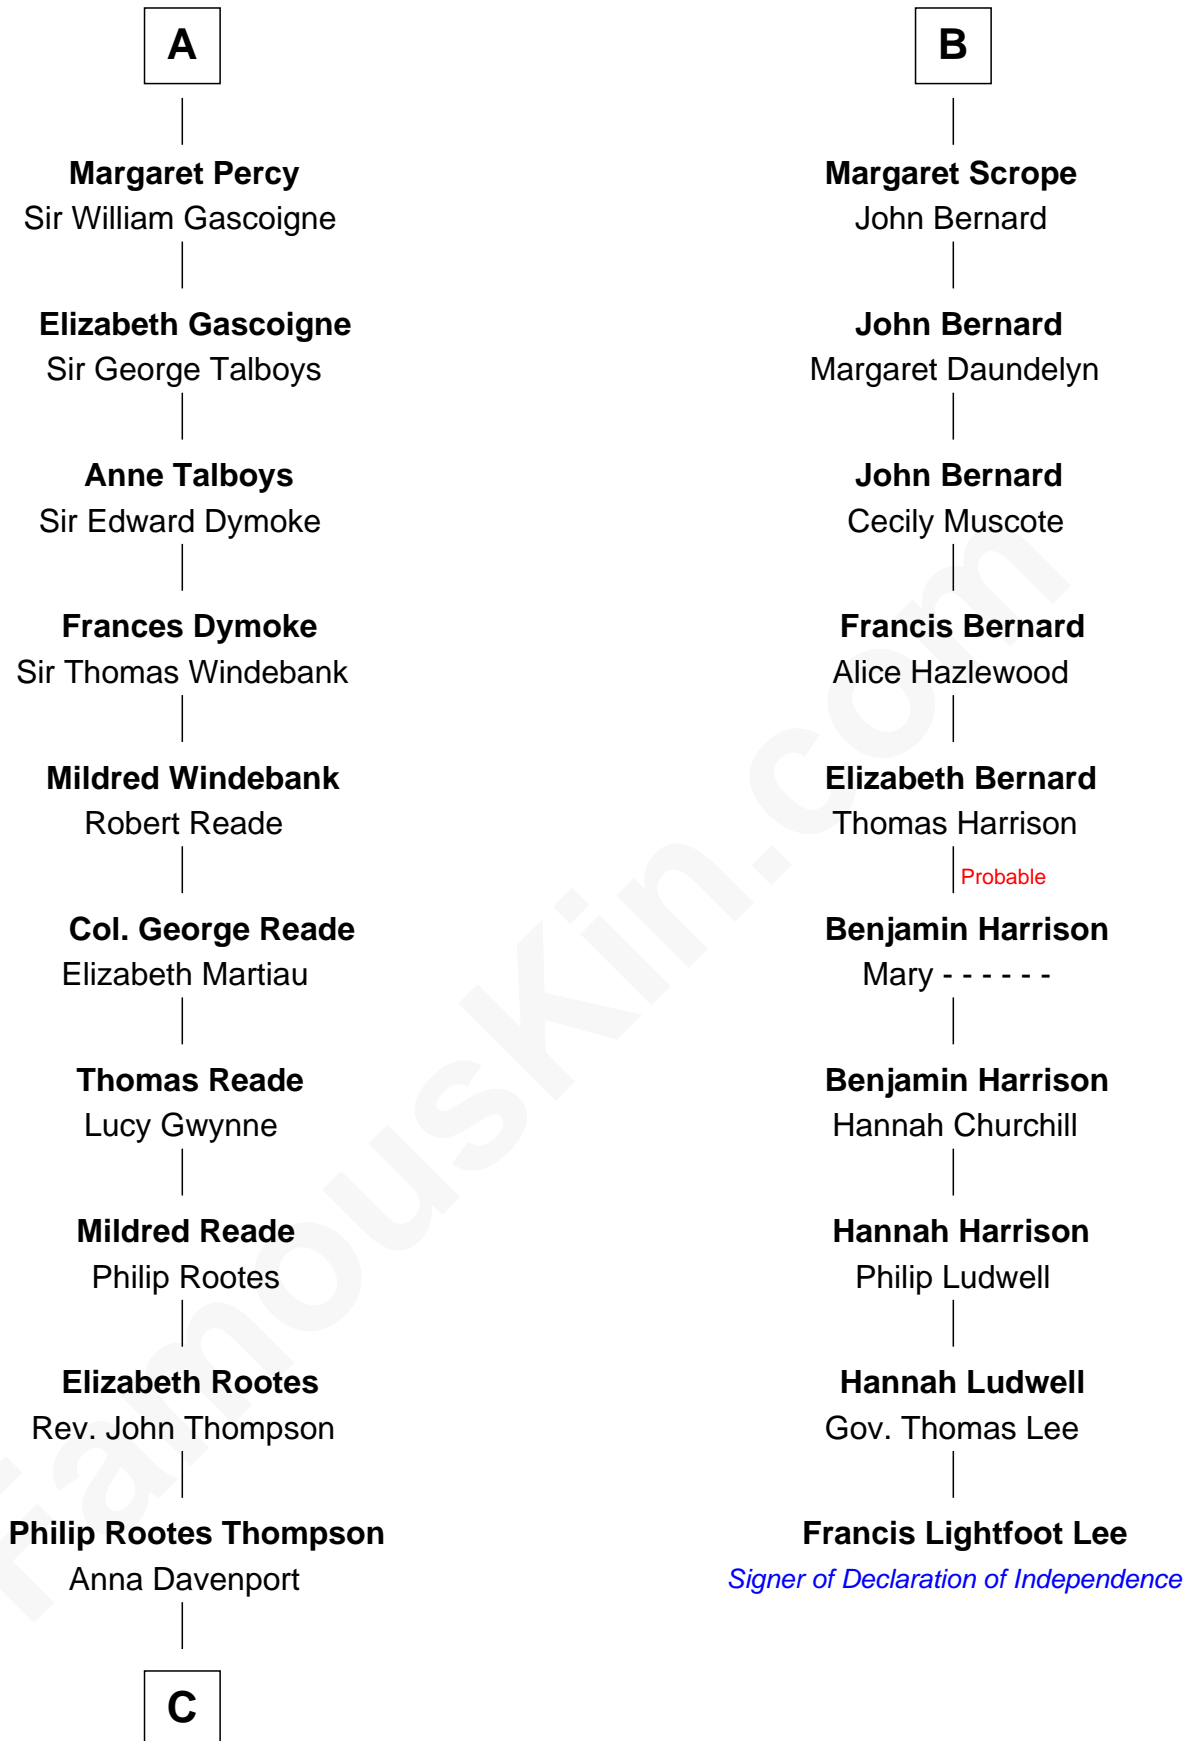 A
Margaret Percy
Sir William Gascoigne
Elizabeth Gascoigne
Sir George Talboys
Anne Talboys
Sir Edward Dymoke
Frances Dymoke
Sir Thomas Windebank
Mildred Windebank
Robert Reade
Col. George Reade
Elizabeth Martiau
Thomas Reade
Lucy Gwynne
Mildred Reade
Philip Rootes
Elizabeth Rootes
Rev. John Thompson
Philip Rootes Thompson
Anna Davenport
C
B
Margaret Scrope
John Bernard
John Bernard
Margaret Daundelyn
John Bernard
Cecily Muscote
Francis Bernard
Alice Hazlewood
Elizabeth Bernard
Thomas Harrison
Probable
Benjamin Harrison
Mary - - - - - -
Benjamin Harrison
Hannah Churchill
Hannah Harrison
Philip Ludwell
Hannah Ludwell
Gov. Thomas Lee
Francis Lightfoot Lee
Signer of Declaration of Independence
FamousKin.com